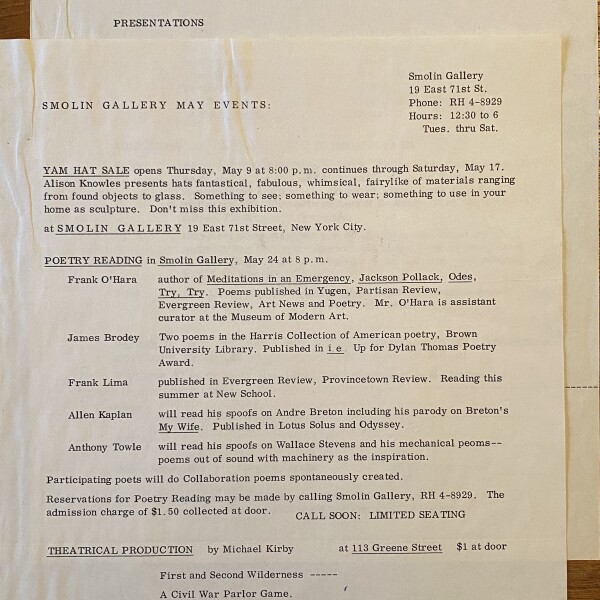 PRESENTATIONS
Smolin Gallery
19 East 71st St.
Phone: RH 4-8929
Hours: 12:30 to 6
Tues. thru Sat.
SMOLIN GALLERY MAY EVENTS:
YAM HAT SALE opens Thursday, May 9 at 8:00 p.m. continues through Saturday, May 17.
Alison Knowles presents hats fantastical, fabulous, whimsical, fairylike of materials ranging
from found objects to glass. Something to see; something to wear; something to use in your
home as sculpture. Don't miss this exhibition.
at SMOLIN GALLERY 19 East 71st Street, New York City.
POETRY READING in Smolin Gallery, May 24 at 8 p.m.
Frank O'Hara author of Meditations in an Emergency, Jackson Pollack, Odes,
Try, Try. Poems published in Yugen, Partisan Review,
Evergreen Review, Art News and Poetry. Mr. O'Hara is assistant
curator at the Museum of Modern Art.
James Brodey Two poems in the Harris Collection of American poetry, Brown
University Library. Published in i.e Up for Dylan Thomas Poetry
Award.
Frank Lima published in Evergreen Review, Provincetown Review. Reading this
summer at New School.
Allen Kaplan will read his spoofs on Andre Breton including his parody on Breton's
My Wife. Published in Lotus Solus and Odyssey.
Anthony Towle will read his spoofs on Wallace Stevens and his mechanical peoms--
poems out of sound with machinery as the inspiration.
Participating poets will do Collaboration poems spontaneously created.
Reservations for Poetry Reading may be made by calling Smolin Gallery, RH 4-8929. The
admission charge of $1.50 collected at door. CALL SOON: LIMITED SEATING
THEATRICAL PRODUCTION by Michael Kirby at 113 Greene Street $1 at door
First and Second Wilderness -----
A Civil War Parlor Game.